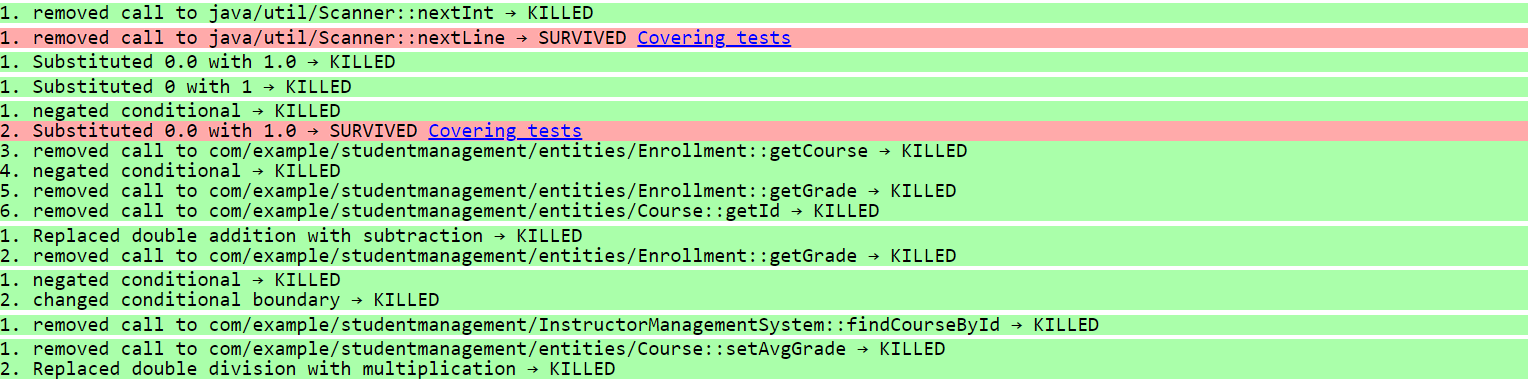 1. removed call to java/util/Scanner::nextInt → KILLED
1. removed call to java/util/Scanner::nextLine → SURVIVED Covering tests
1. Substituted 0.0 with 1.0 → KILLED
1. Substituted 0 with 1 → KILLED
1. negated conditional → KILLED
2. Substituted 0.0 with 1.0 → SURVIVED Covering tests
3. removed call to com/example/studentmanagement/entities/Enrollment::getCourse → KILLED
4. negated conditional → KILLED
5. removed call to com/example/studentmanagement/entities/Enrollment::getGrade → KILLED
6. removed call to com/example/studentmanagement/entities/Course::getId → KILLED
1. Replaced double addition with subtraction → KILLED
2. removed call to com/example/studentmanagement/entities/Enrollment::getGrade → KILLED
1. negated conditional → KILLED
2. changed conditional boundary → KILLED
1. removed call to com/example/studentmanagement/InstructorManagementSystem::findCourseById → KILLED
1. removed call to com/example/studentmanagement/entities/Course::setAvgGrade → KILLED
2. Replaced double division with multiplication → KILLED